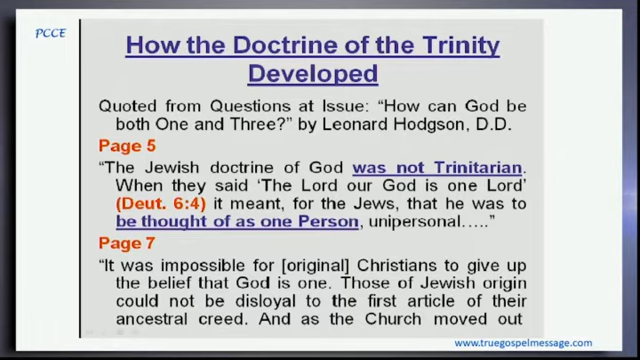 PCCE
How the Doctrine of the Trinity
Developed
Quoted from Questions at Issue: “How can God be
both One and Three?” by Leonard Hodgson, D.D.
Page 5
“The Jewish doctrine of God was not Trinitarian.
When they said ‘The Lord our God is one Lord’
(Deut. 6:4) it meant, for the Jews, that he was to
be thought of as one Person, unipersonal…..”
Page 7
“It was impossible for [original] Christians to give up
the belief that God is one. Those of Jewish origin
could not be disloyal to the first article of their
ancestral creed. And as the Church moved out
www.truegospelmessage.com